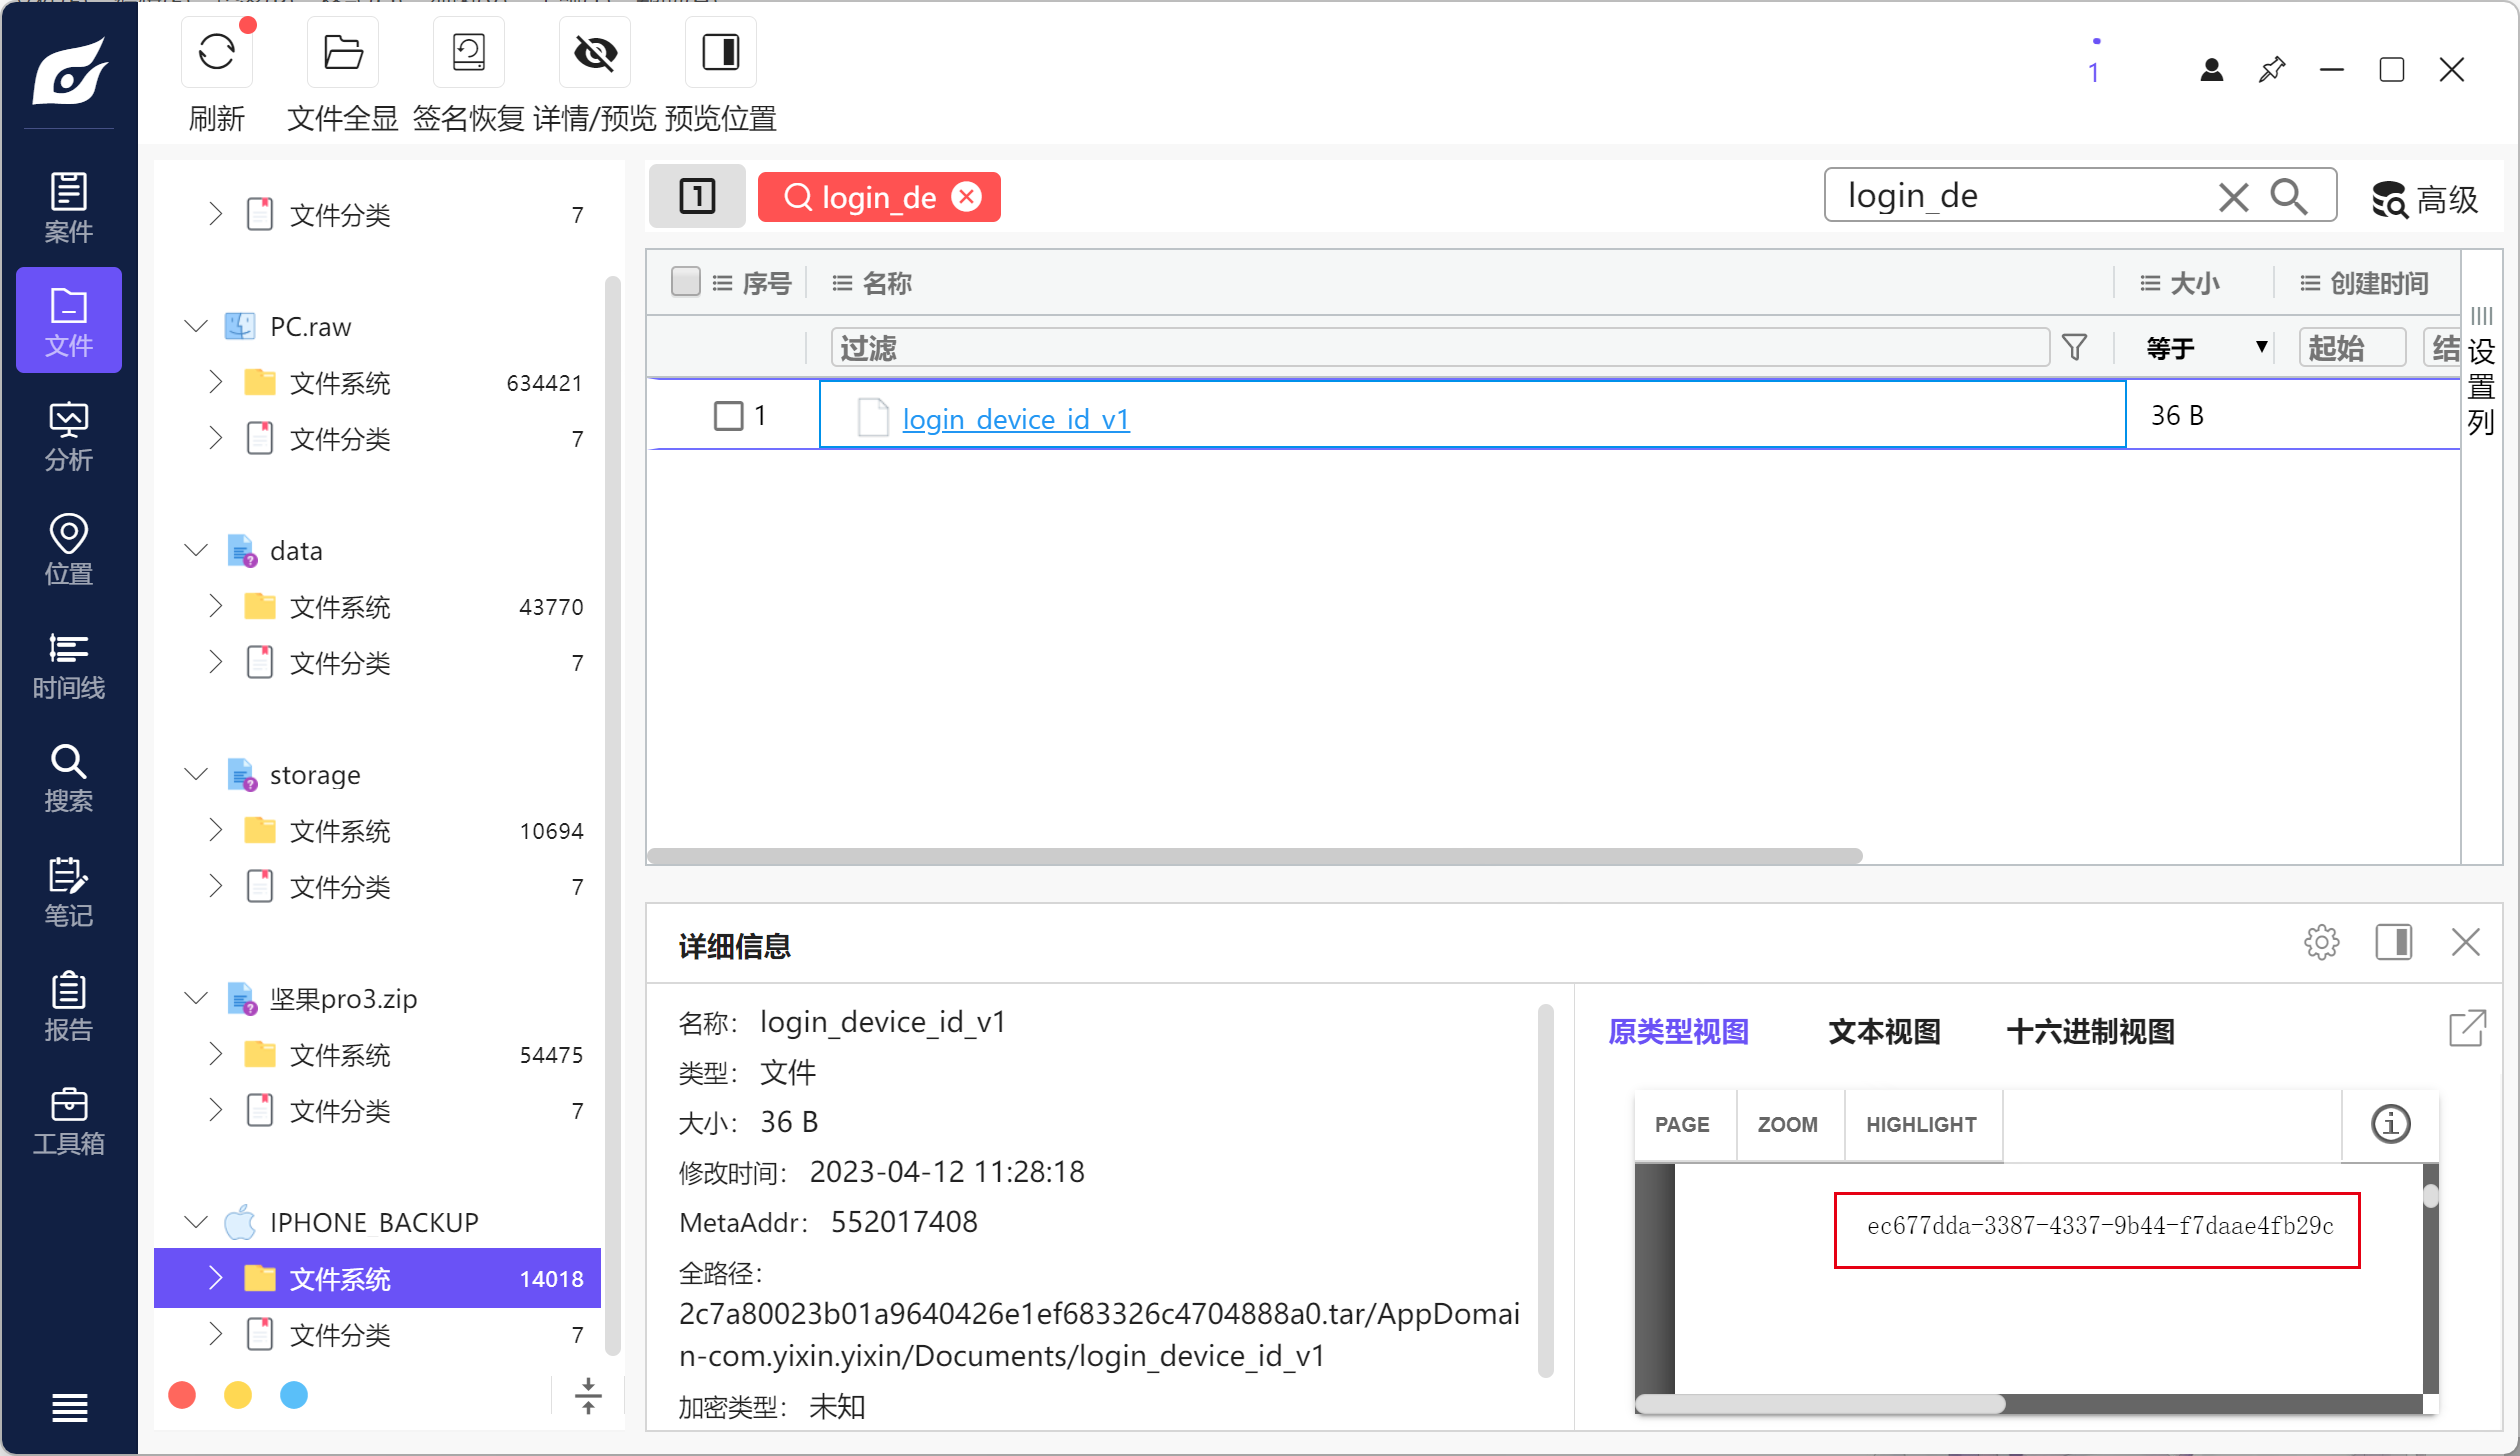 刷新
文件全显
签名恢复
详情/预览
预览位置
1
案件
文件
分析
位置
时间线
搜索
笔记
报告
工具箱
文件分类 7
PC.raw
文件系统 634421
文件分类 7
data
文件系统 43770
文件分类 7
storage
文件系统 10694
文件分类 7
坚果pro3.zip
文件系统 54475
文件分类 7
IPHONE_BACKUP
文件系统 14018
文件分类 7
1
login_de
login_de
高级
序号 名称 大小 创建时间
过滤 等于 起始 结
设置列
1 login_device_id_v1 36 B
详细信息
名称： login_device_id_v1
类型： 文件
大小： 36 B
修改时间： 2023-04-12 11:28:18
MetaAddr： 552017408
全路径：
2c7a80023b01a9640426e1ef683326c4704888a0.tar/AppDomai
n-com.yixin.yixin/Documents/login_device_id_v1
加密类型： 未知
原类型视图 文本视图 十六进制视图
PAGE ZOOM HIGHLIGHT
ec677dda-3387-4337-9b44-f7daae4fb29c